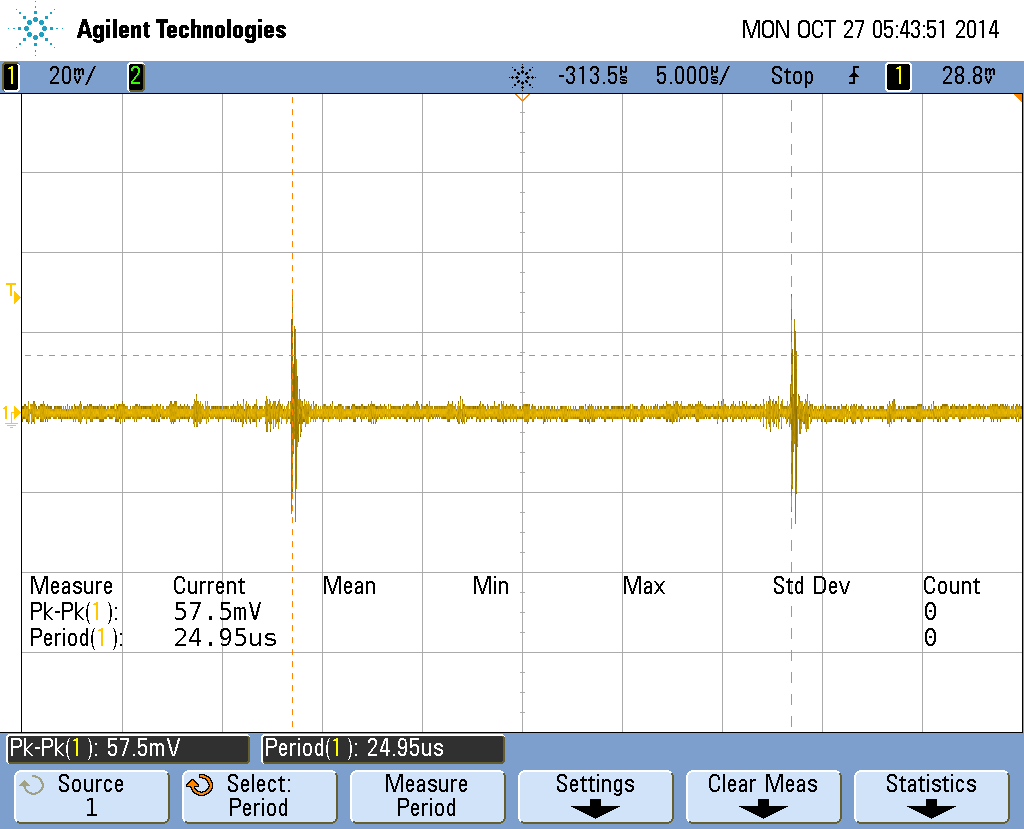 Agilent Technologies MON OCT 27 05:43:51 2014
1 20mV/ 2 -313.5µs 5.000µs/ Stop 1 28.8mV
T
1
Measure Current Mean Min Max Std Dev Count
Pk-Pk(1): 57.5mV 0
Period(1): 24.95us 0
Pk-Pk(1): 57.5mV Period(1): 24.95us
Source Select: Measure Settings Clear Meas Statistics
1 Period Period